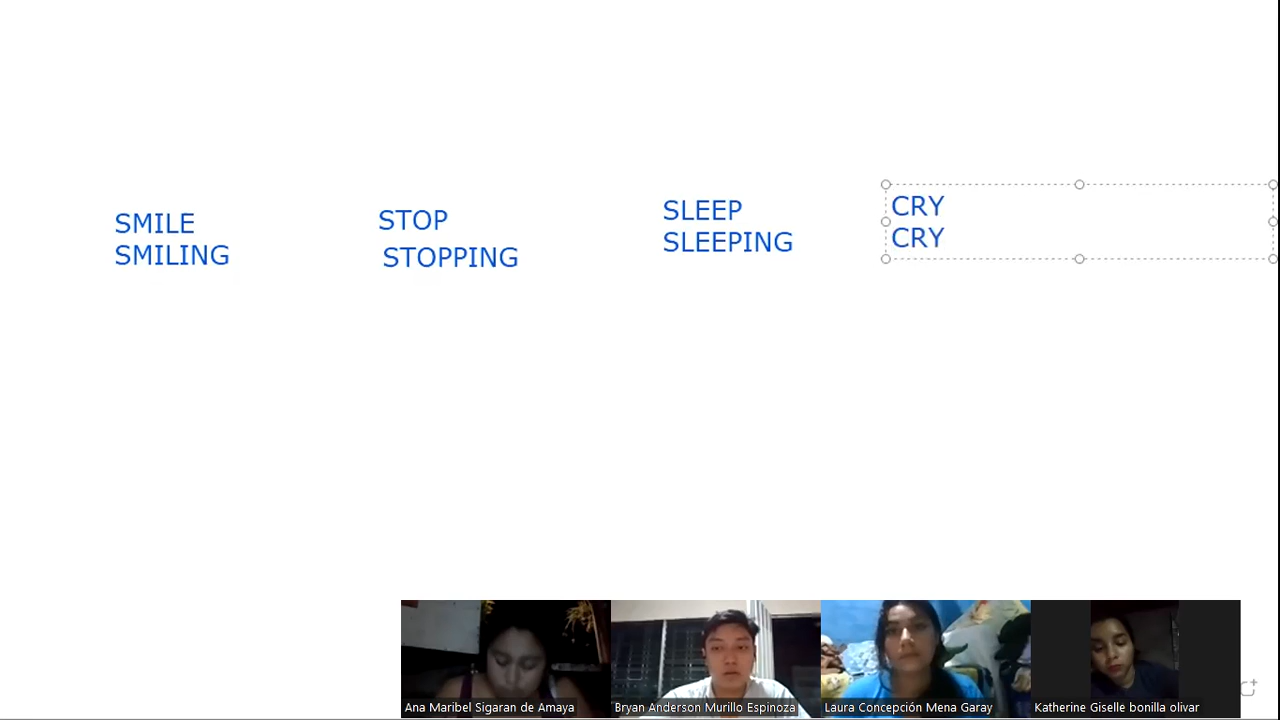 SMILE
SMILING
STOP
STOPPING
SLEEP
SLEEPING
CRY
CRY
Ana Maribel Sigaran de Amaya
Bryan Anderson Murillo Espinoza
Laura Concepción Mena Garay
Katherine Giselle bonilla olivar